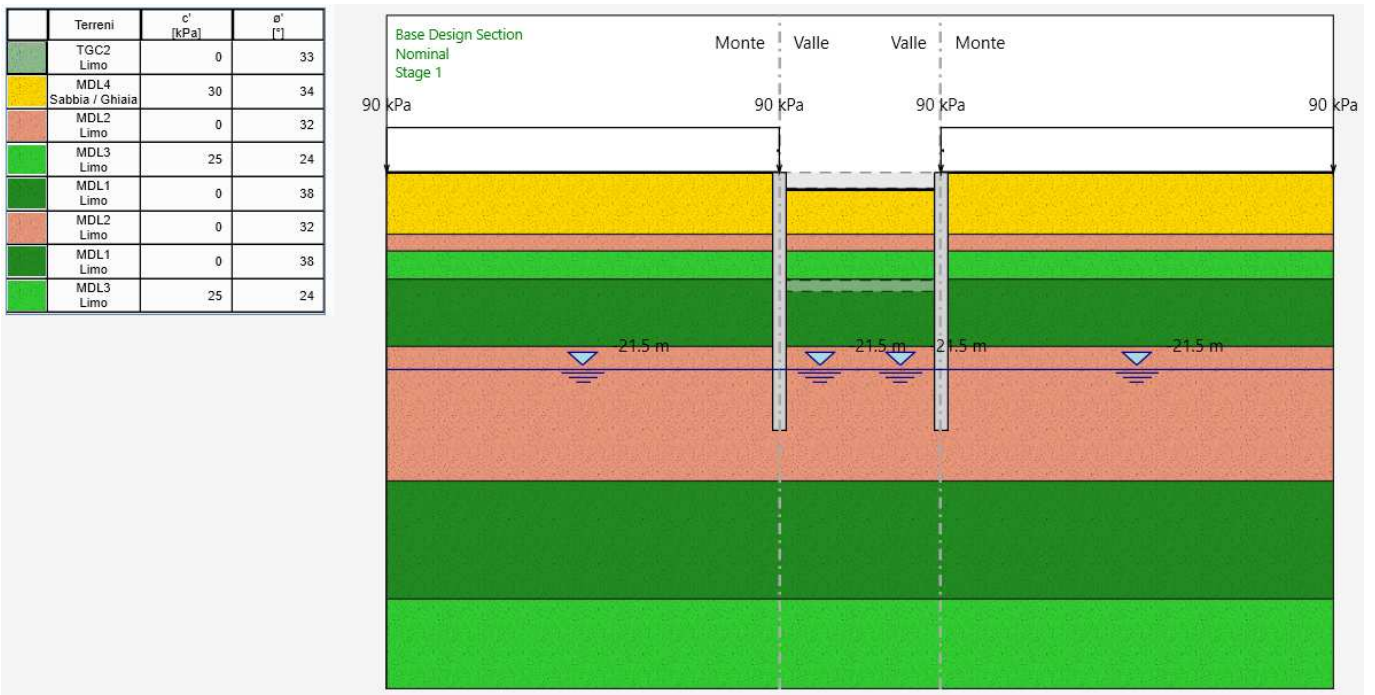 Terreni c' ø'
[kPa] [°]
TGC2
Limo 0 33
MDL4
Sabbia / Ghiaia 30 34
MDL2
Limo 0 32
MDL3
Limo 25 24
MDL1
Limo 0 38
MDL2
Limo 0 32
MDL1
Limo 0 38
MDL3
Limo 25 24
Base Design Section
Nominal
Stage 1
Monte Valle Valle Monte
90 kPa 90 kPa 90 kPa 90 kPa
-21.5 m -21.5 m -21.5 m -21.5 m